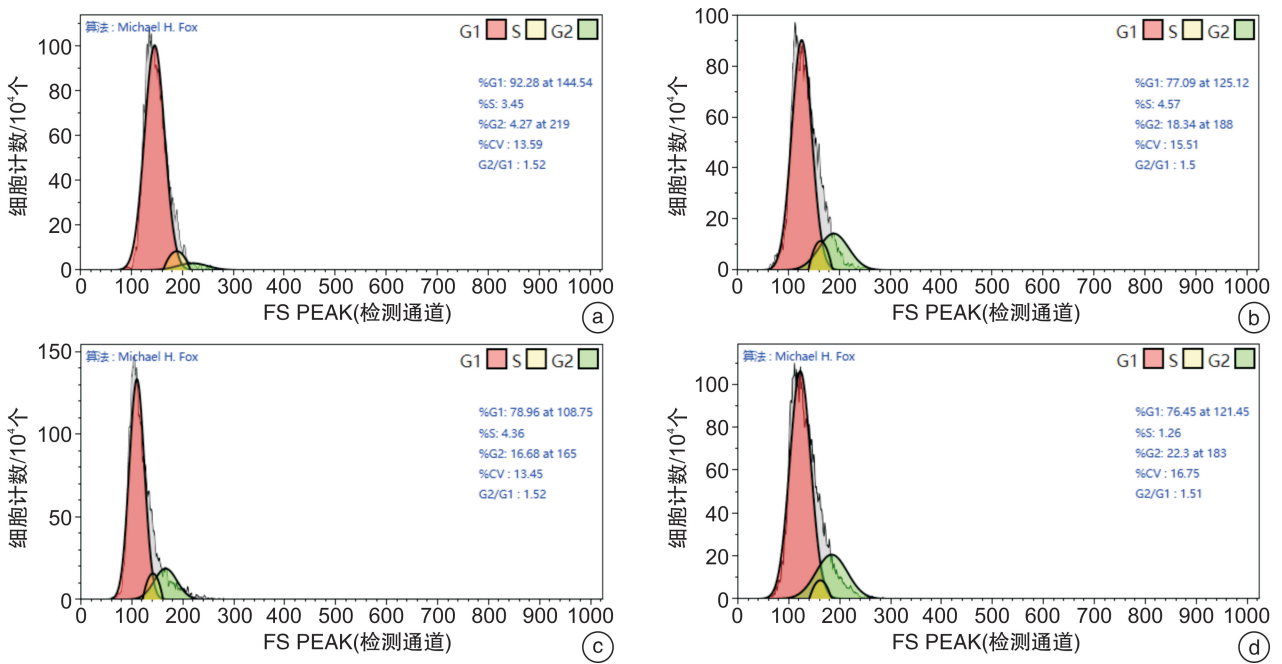 算法 : Michael H. Fox
G1 S G2
%G1: 92.28 at 144.54
%S: 3.45
%G2: 4.27 at 219
%CV : 13.59
G2/G1 : 1.52
细胞计数/10⁴个
100
80
60
40
20
0
0 100 200 300 400 500 600 700 800 900 1000
FS PEAK(检测通道)
a
G1 S G2
%G1: 77.09 at 125.12
%S: 4.57
%G2: 18.34 at 188
%CV : 15.51
G2/G1 : 1.5
细胞计数/10⁴个
100
80
60
40
20
0
0 100 200 300 400 500 600 700 800 900 1000
FS PEAK(检测通道)
b
算法 : Michael H. Fox
G1 S G2
%G1: 78.96 at 108.75
%S: 4.36
%G2: 16.68 at 165
%CV : 13.45
G2/G1 : 1.52
细胞计数/10⁴个
150
100
50
0
0 100 200 300 400 500 600 700 800 900 1000
FS PEAK(检测通道)
c
算法 : Michael H. Fox
G1 S G2
%G1: 76.45 at 121.45
%S: 1.26
%G2: 22.3 at 183
%CV : 16.75
G2/G1 : 1.51
细胞计数/10⁴个
100
80
60
40
20
0
0 100 200 300 400 500 600 700 800 900 1000
FS PEAK(检测通道)
d